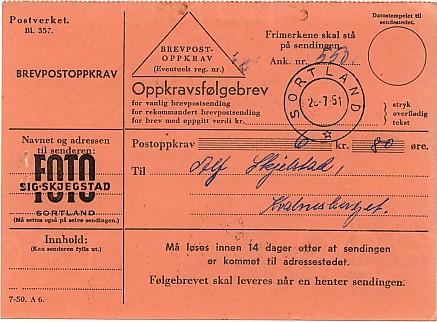 Postverket.
Bl. 357.
BREVPOSTOPPKRAV
BREVPOST-
OPPKRAV
(Eventuelt reg. nr.)
Frimerkene skal stå
på sendingen
Ank. nr. 550
Datostempelet til
sendestedet.
Oppkravsfølgebrev
for vanlig brevpostsending
for rekommandert brevpostsending
for brev med oppgitt verdi kr.
SORTLAND
26-7-51
stryk
overflødig
tekst
Navnet og adressen
til senderen:
FOTO
SIG. SKJEGSTAD
SORTLAND
(Må settes også på selve sendingen.)
Postoppkrav 6 kr. 80 øre.
Til Alf Skjelstad,
Innhold:
(Kan senderen fylle ut.)
Må løses innen 14 dager etter at sendingen
er kommet til adressestedet.
Følgebrevet skal leveres når en henter sendingen.
7-50. A 6.